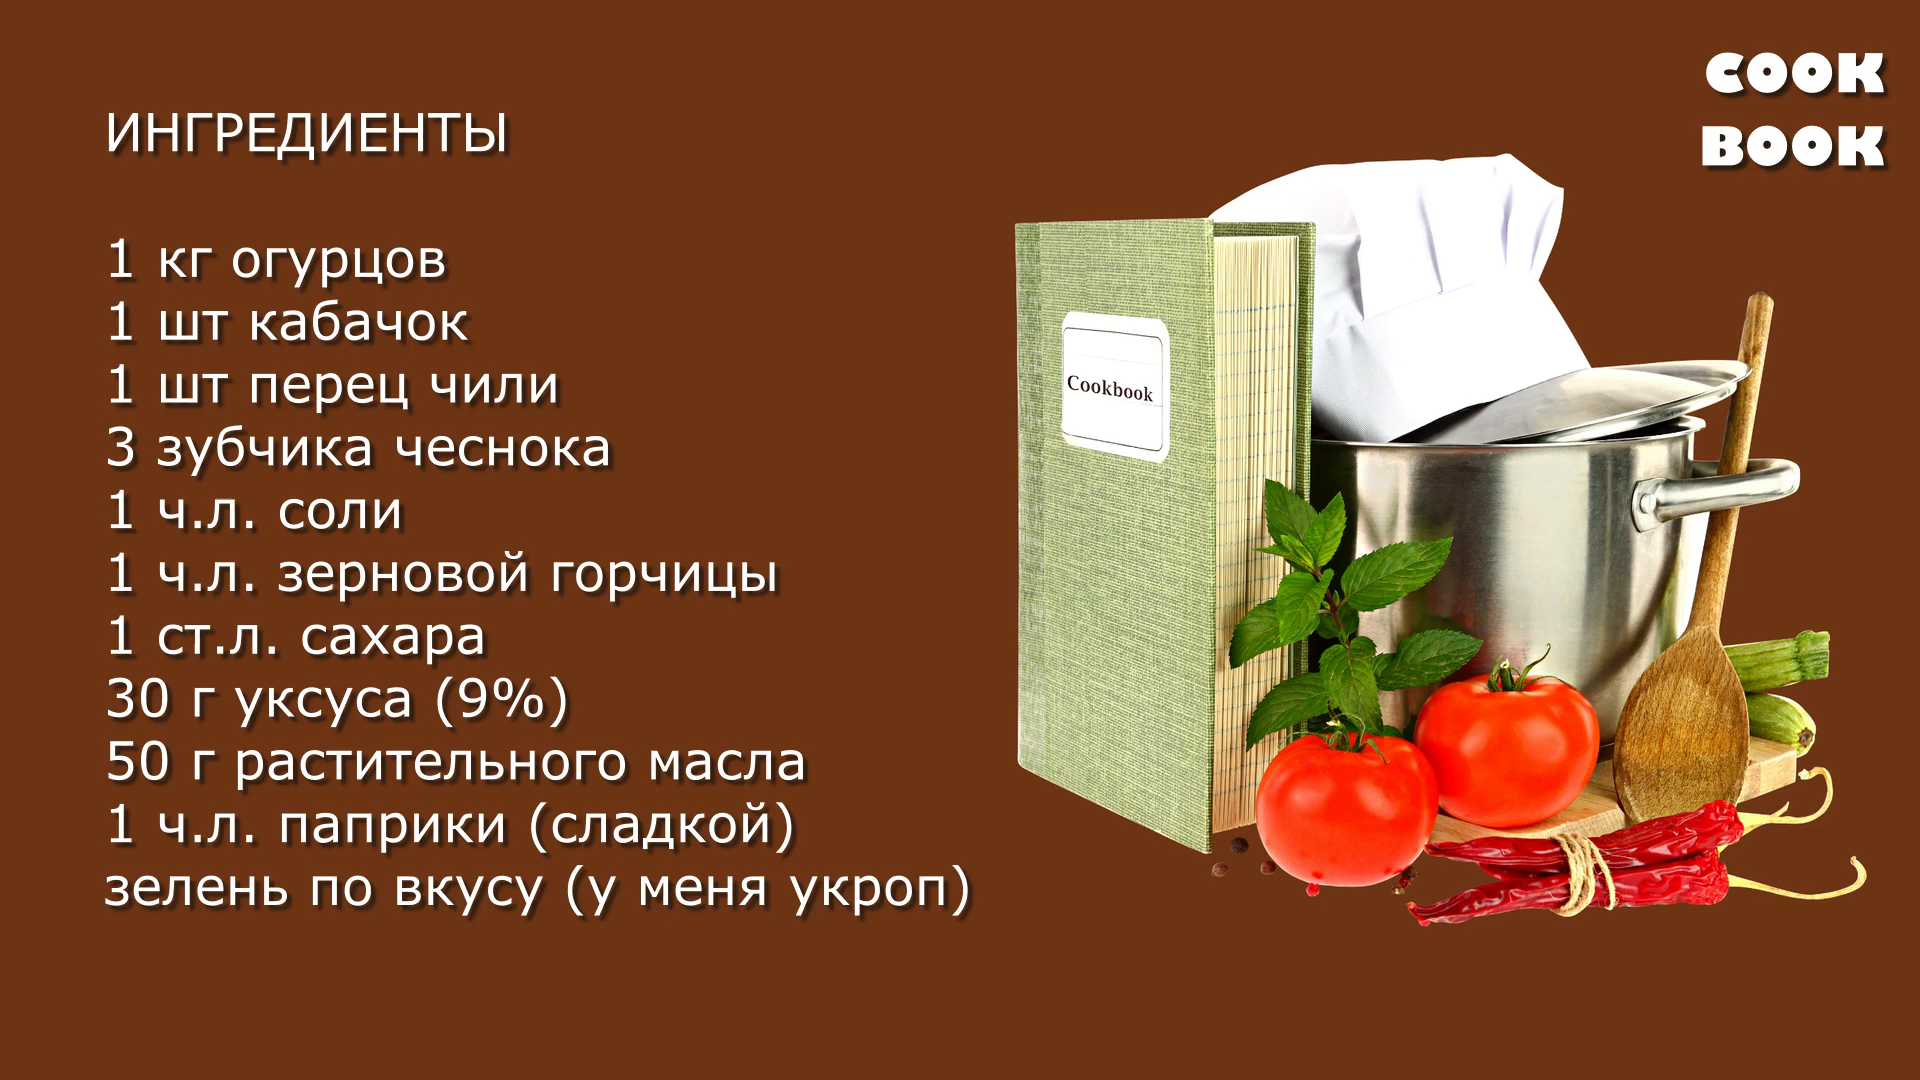 COOK
BOOK
ИНГРЕДИЕНТЫ
1 кг огурцов
1 шт кабачок
1 шт перец чили
3 зубчика чеснока
1 ч.л. соли
1 ч.л. зерновой горчицы
1 ст.л. сахара
30 г уксуса (9%)
50 г растительного масла
1 ч.л. паприки (сладкой)
зелень по вкусу (у меня укроп)
Cookbook